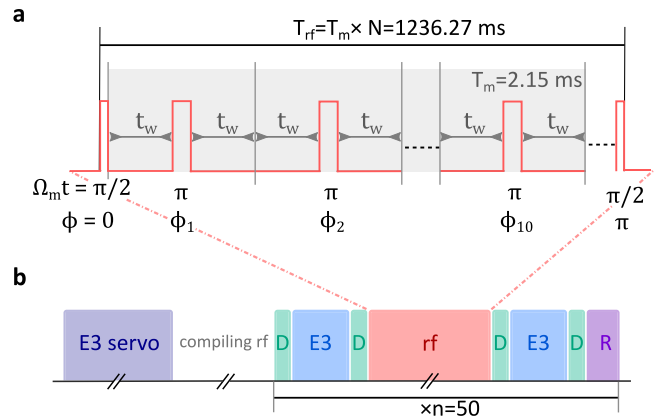 a
T_rf=T_m× N=1236.27 ms
T_m=2.15 ms
t_w t_w t_w t_w t_w t_w
Ω_m t = π/2 π π π π/2
ϕ = 0 ϕ_1 ϕ_2 ϕ_10 π
b
E3 servo compiling rf D E3 D rf D E3 D R
×n=50